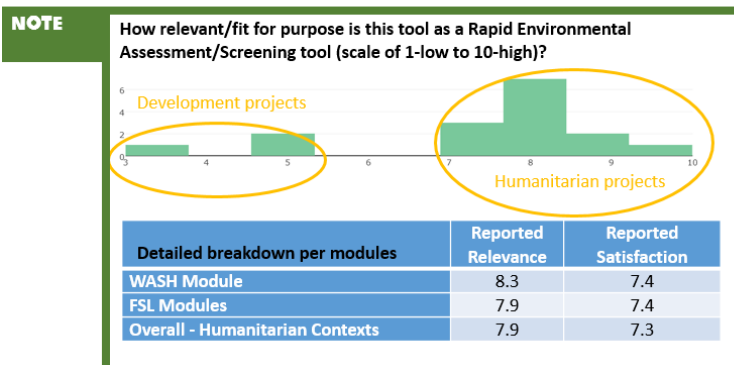 NOTE
How relevant/fit for purpose is this tool as a Rapid Environmental
Assessment/Screening tool (scale of 1-low to 10-high)?
6
Development projects
4
2
0
3 4 5 6 7 8 9 10
Humanitarian projects
Detailed breakdown per modules Reported Relevance Reported Satisfaction
WASH Module 8.3 7.4
FSL Modules 7.9 7.4
Overall - Humanitarian Contexts 7.9 7.3